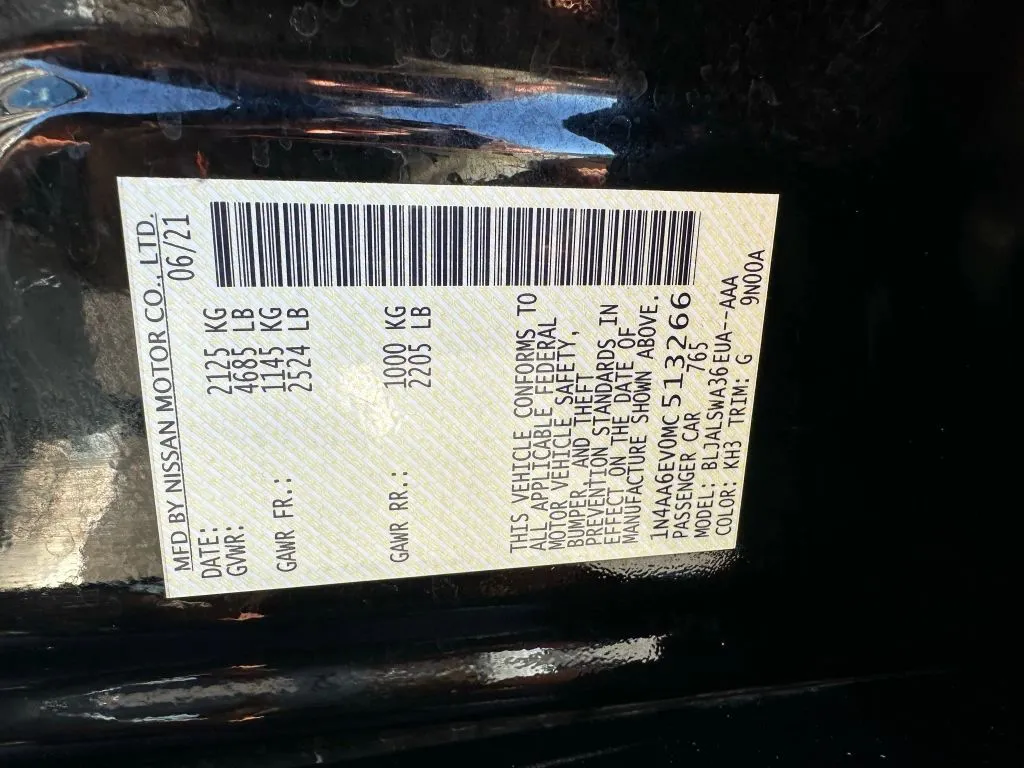 MFD BY NISSAN MOTOR CO., LTD.
DATE: 06/21
GVWR: 2125 KG
4685 LB
GAWR FR.: 1145 KG
2524 LB
GAWR RR.: 1000 KG
2205 LB
THIS VEHICLE CONFORMS TO
ALL APPLICABLE FEDERAL
MOTOR VEHICLE SAFETY,
BUMPER, AND THEFT
PREVENTION STANDARDS IN
EFFECT ON THE DATE OF
MANUFACTURE SHOWN ABOVE.
1N4AA6EV0MC513266
PASSENGER CAR 765
MODEL: BLJALSWA36EUA--AAA
COLOR: KH3 TRIM: G 9N00A